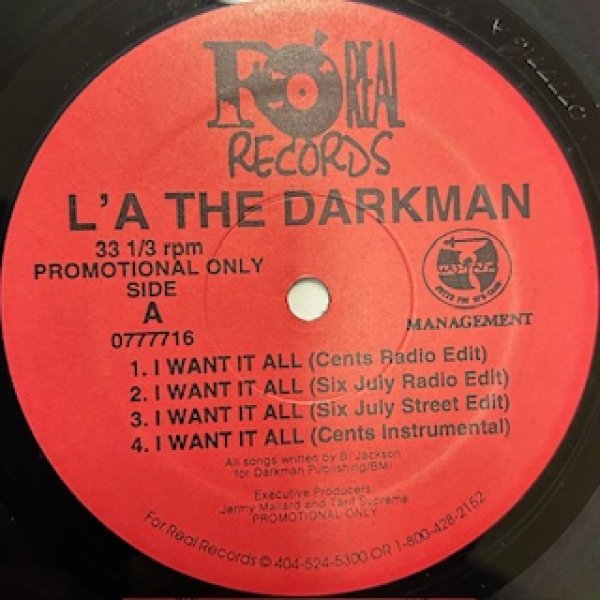 FO REAL
RECORDS
L'A THE DARKMAN
33 1/3 rpm
PROMOTIONAL ONLY
SIDE
A
0777716
MANAGEMENT
1. I WANT IT ALL (Cents Radio Edit)
2. I WANT IT ALL (Six July Radio Edit)
3. I WANT IT ALL (Six July Street Edit)
4. I WANT IT ALL (Cents Instrumental)
All songs written by D. Jackson
for Darkman Publishing/BMI
Executive Producers:
Jermy Mallard and Tarif Supreme
PROMOTIONAL ONLY
For Real Records © 404-524-5300 OR 1-800-428-2152